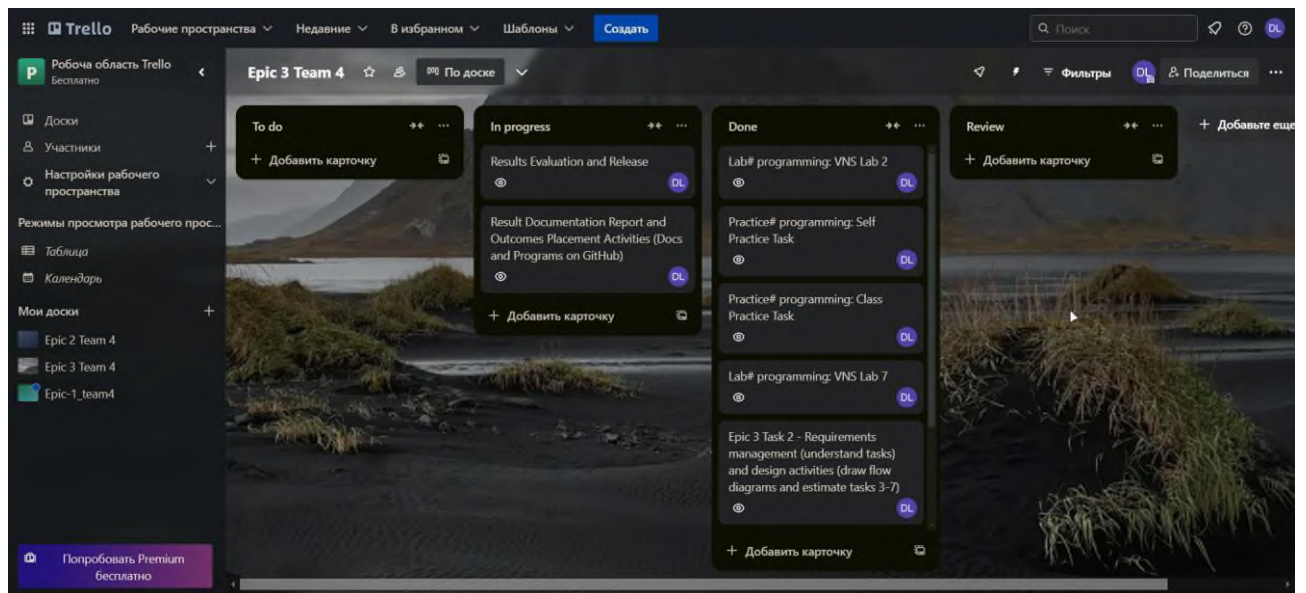 Trello
Рабочие пространства
Недавние
В избранном
Шаблоны
Создать
Поиск
DL
P
Робоча область Trello
Бесплатно
Epic 3 Team 4
По доске
Фильтры
DL
Поделиться
Доски
Участники
Настройки рабочего
пространства
Режимы просмотра рабочего прос...
Таблица
Календарь
Мои доски
Epic 2 Team 4
Epic 3 Team 4
Epic-1_team4
Попробовать Premium
бесплатно
To do
Добавить карточку
In progress
Results Evaluation and Release
DL
Result Documentation Report and
Outcomes Placement Activities (Docs
and Programs on GitHub)
DL
Добавить карточку
Done
Lab# programming: VNS Lab 2
DL
Practice# programming: Self
Practice Task
DL
Practice# programming: Class
Practice Task
DL
Lab# programming: VNS Lab 7
DL
Epic 3 Task 2 - Requirements
management (understand tasks)
and design activities (draw flow
diagrams and estimate tasks 3-7)
DL
Добавить карточку
Review
Добавить карточку
+ Добавьте еще